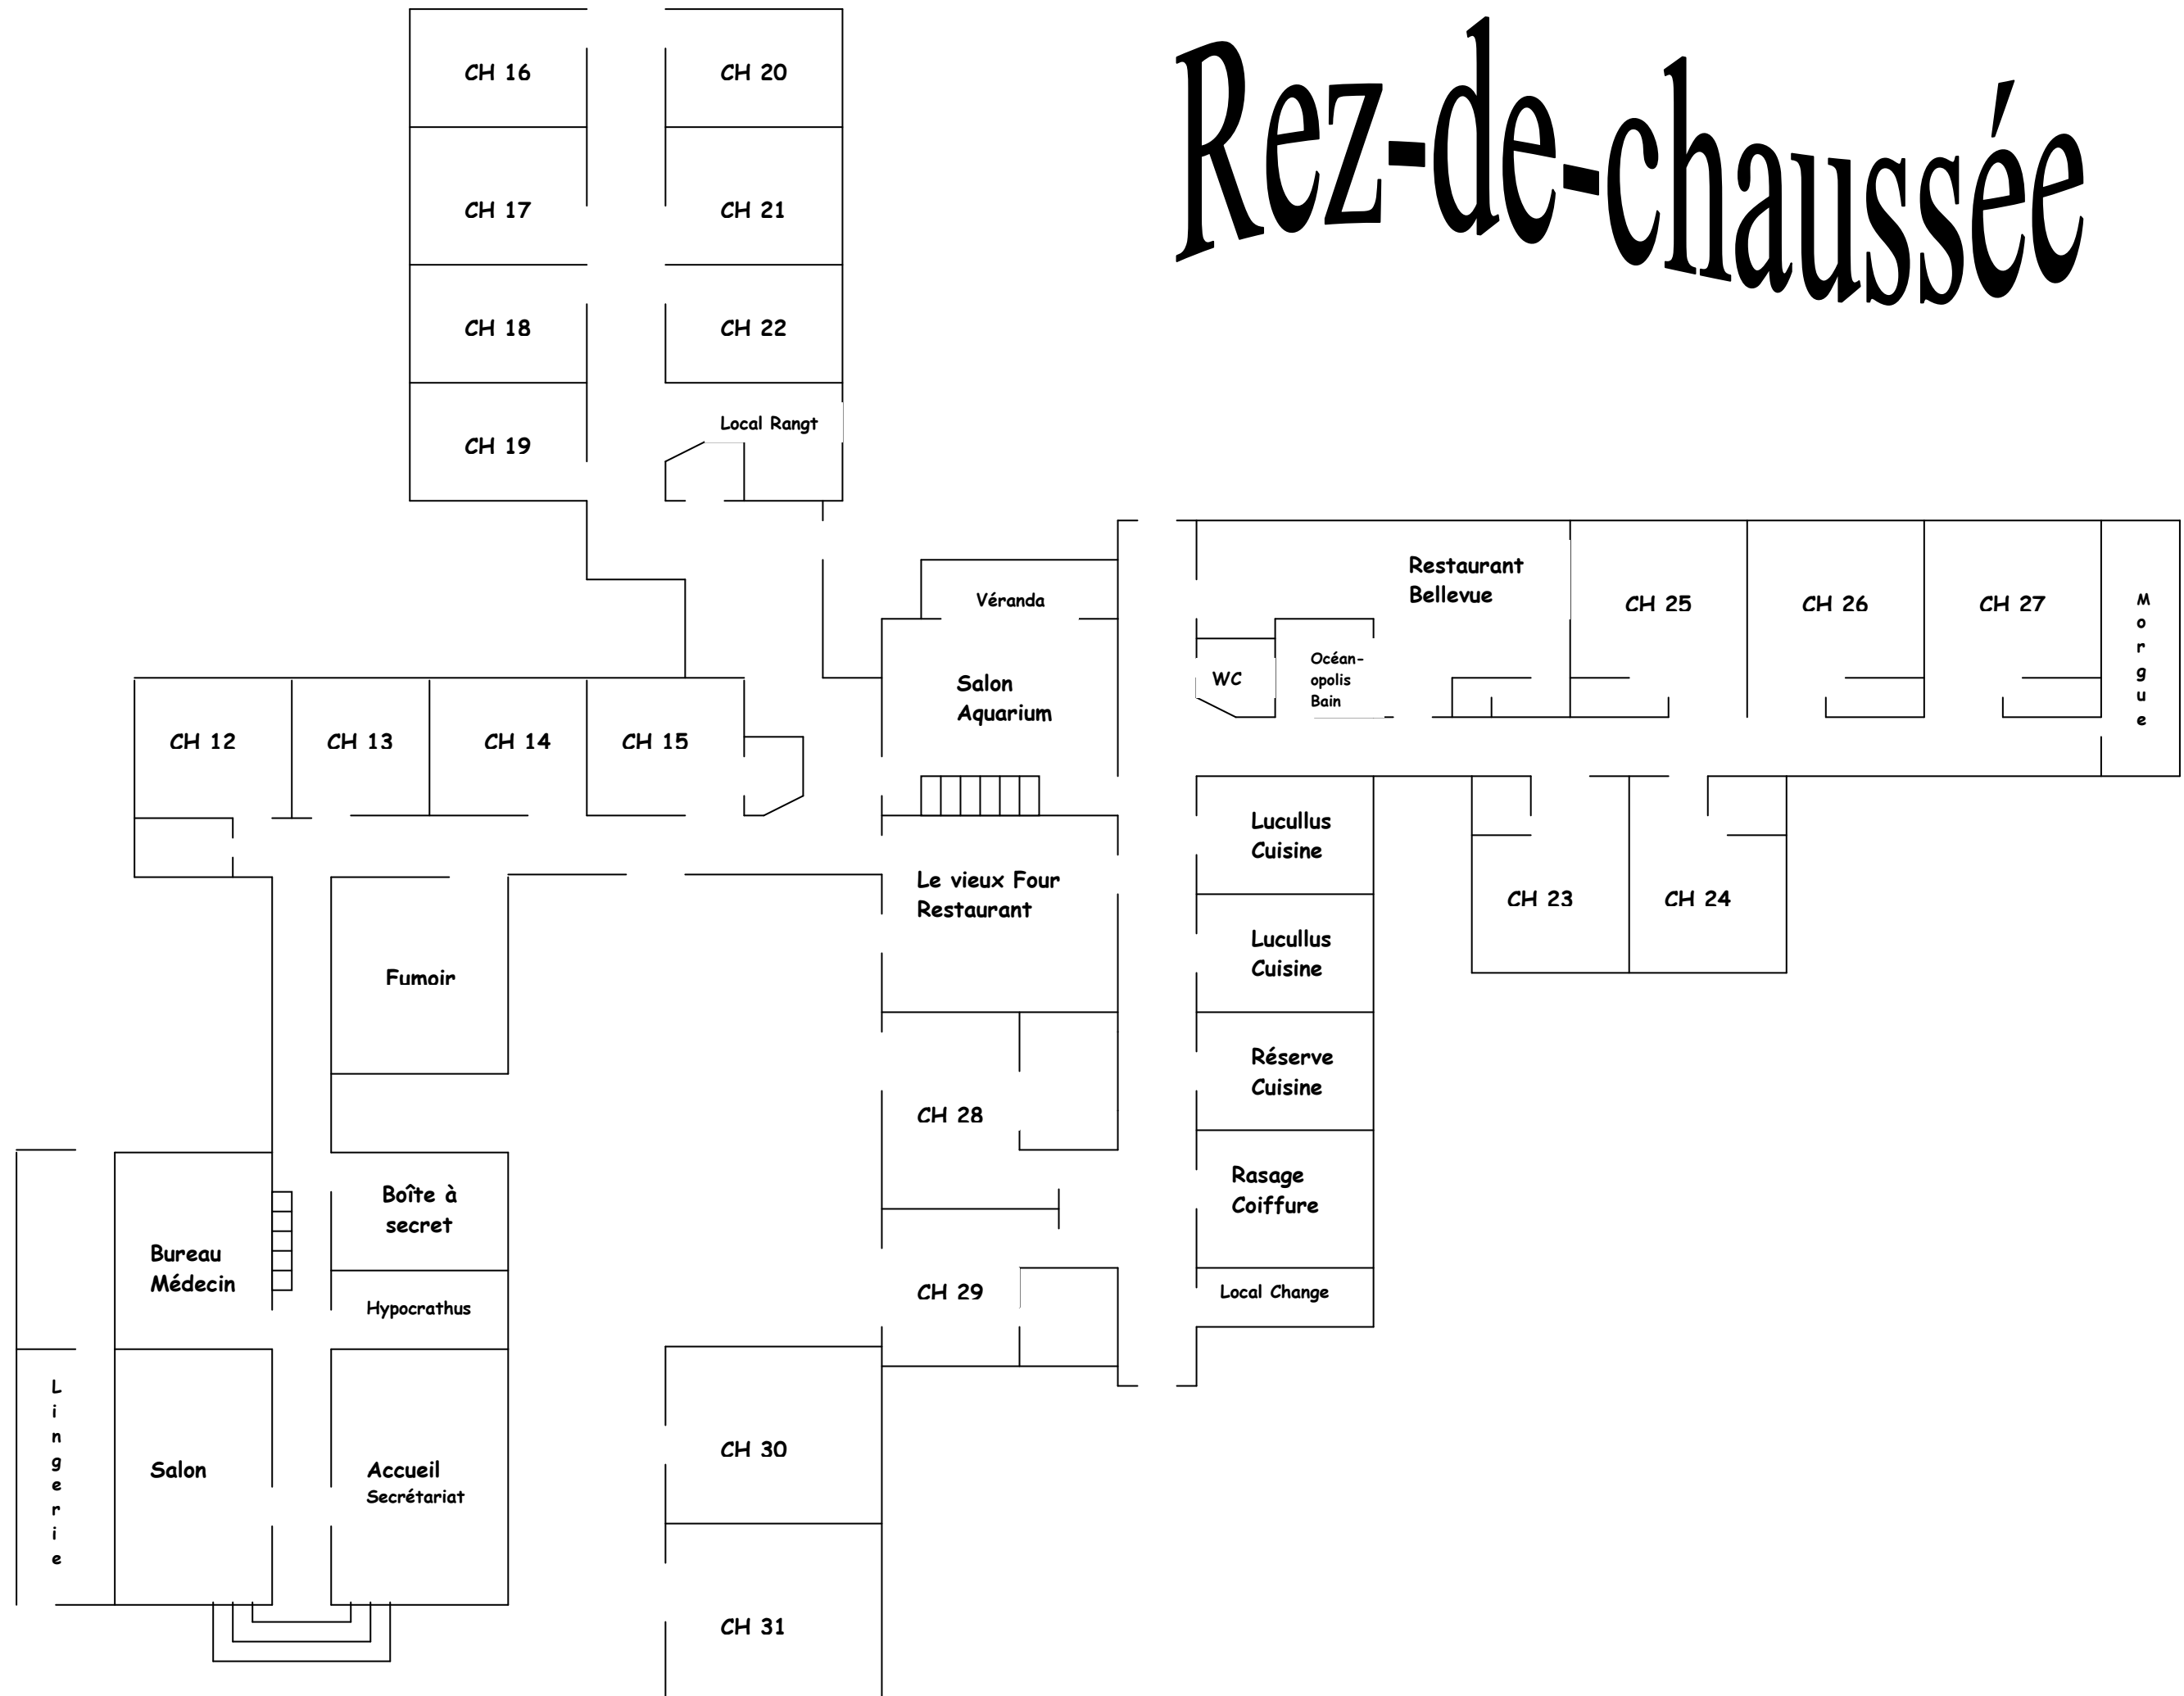 Rez-de-chaussée
CH 16
CH 20
CH 17
CH 21
CH 18
CH 22
Local Rangt
CH 19
Restaurant
Bellevue
Véranda
CH 25
CH 26
CH 27
Morgue
Salon
Aquarium
WC
Océan-
opolis
Bain
CH 12
CH 13
CH 14
CH 15
Lucullus
Cuisine
Le vieux Four
Restaurant
CH 23
CH 24
Lucullus
Cuisine
Fumoir
Réserve
Cuisine
CH 28
Rasage
Coiffure
Boîte à
secret
Bureau
Médecin
Hypocrathus
CH 29
Local Change
Lingerie
Salon
Accueil
Secrétariat
CH 30
CH 31